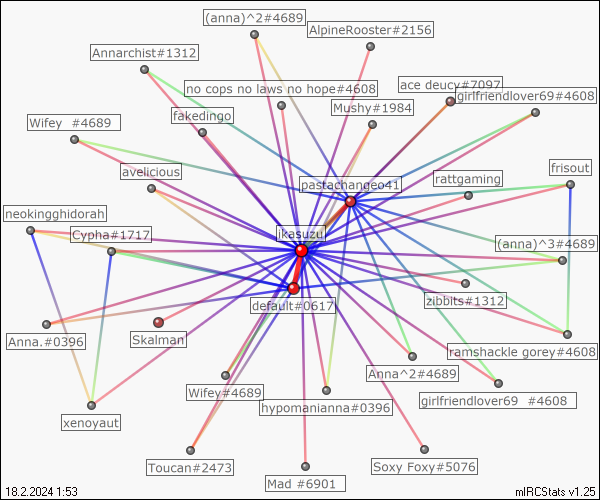 (anna)^2#4689
AlpineRooster#2156
Annarchist#1312
no cops no laws no hope#4608
ace deucy#7097
girlfriendlover69#4608
Mushy#1984
fakedingo
Wifey #4689
avelicious
pastachangeo41
rattgaming
frisout
neokingghidorah
Cypha#1717
ikasuzu
(anna)^3#4689
default#0617
zibbits#1312
Anna.#0396
Skalman
ramshackle gorey#4608
Anna^2#4689
Wifey#4689
hypomanianna#0396
girlfriendlover69 #4608
xenoyaut
Toucan#2473
Mad #6901
Soxy Foxy#5076
18.2.2024 1:53
mIRCStats v1.25